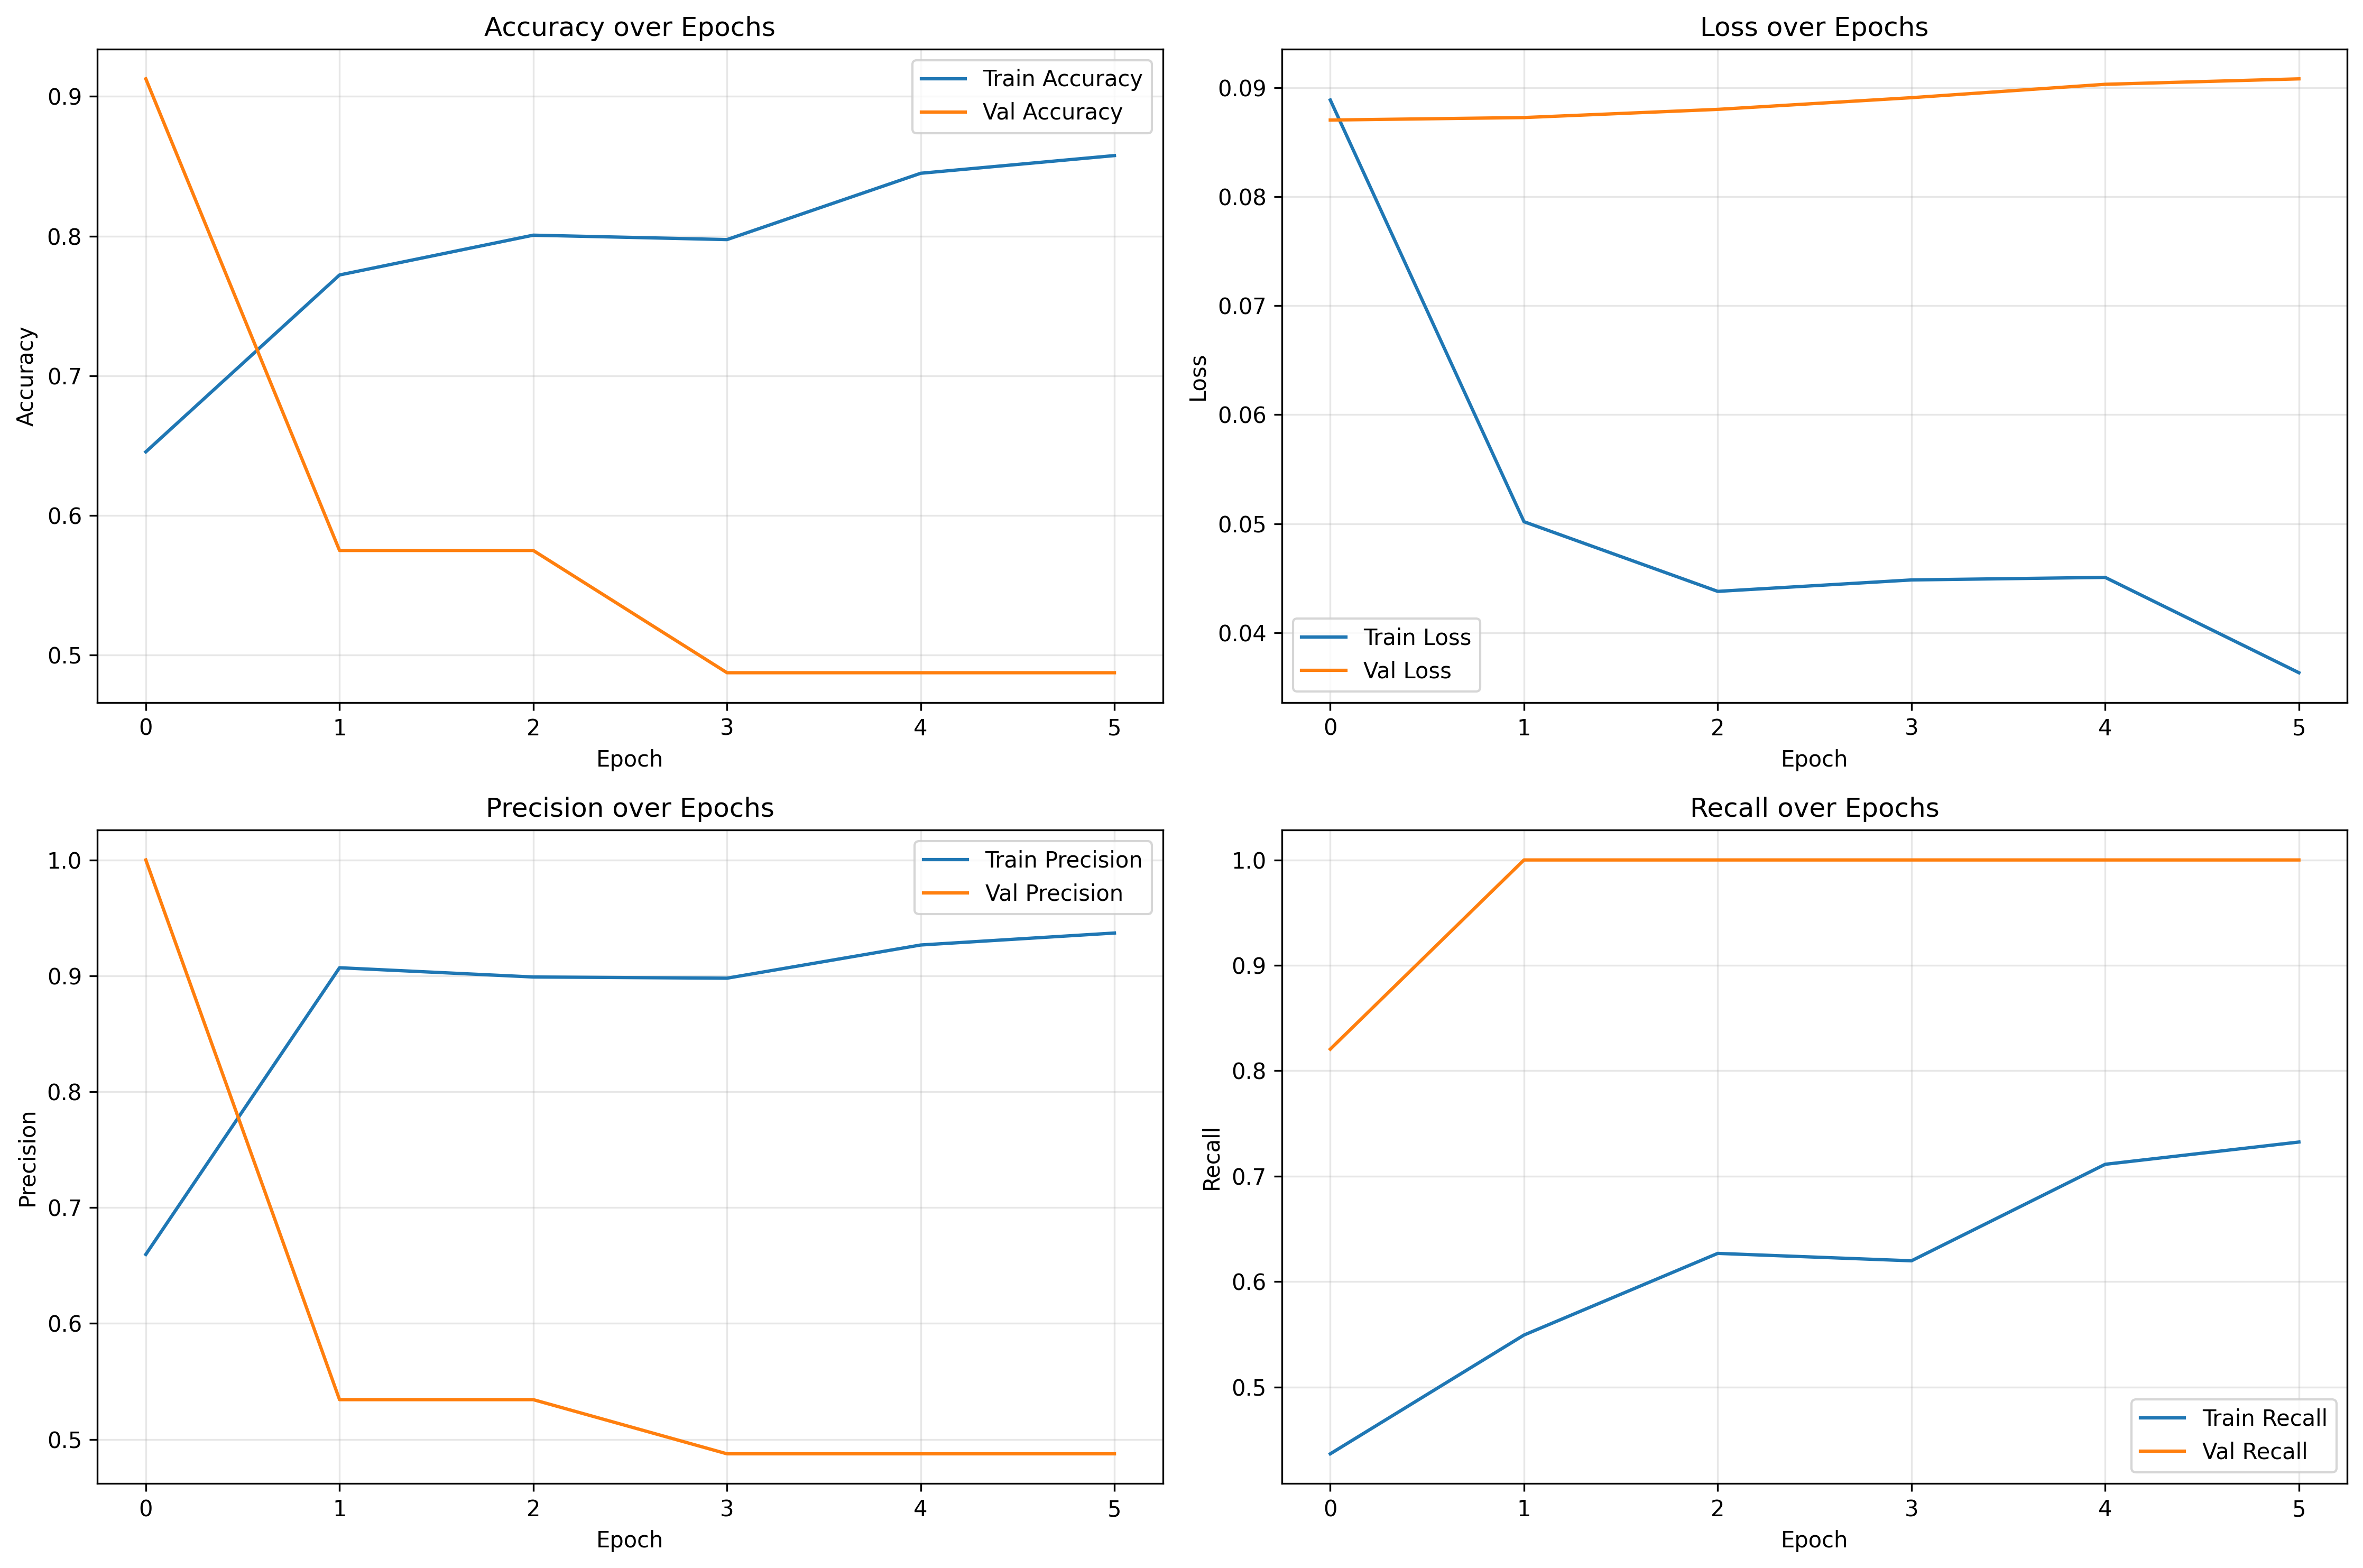 Accuracy over Epochs
Train Accuracy
Val Accuracy
Accuracy
0.9
0.8
0.7
0.6
0.5
0 1 2 3 4 5
Epoch
Loss over Epochs
Train Loss
Val Loss
Loss
0.09
0.08
0.07
0.06
0.05
0.04
0 1 2 3 4 5
Epoch
Precision over Epochs
Train Precision
Val Precision
Precision
1.0
0.9
0.8
0.7
0.6
0.5
0 1 2 3 4 5
Epoch
Recall over Epochs
Train Recall
Val Recall
Recall
1.0
0.9
0.8
0.7
0.6
0.5
0 1 2 3 4 5
Epoch